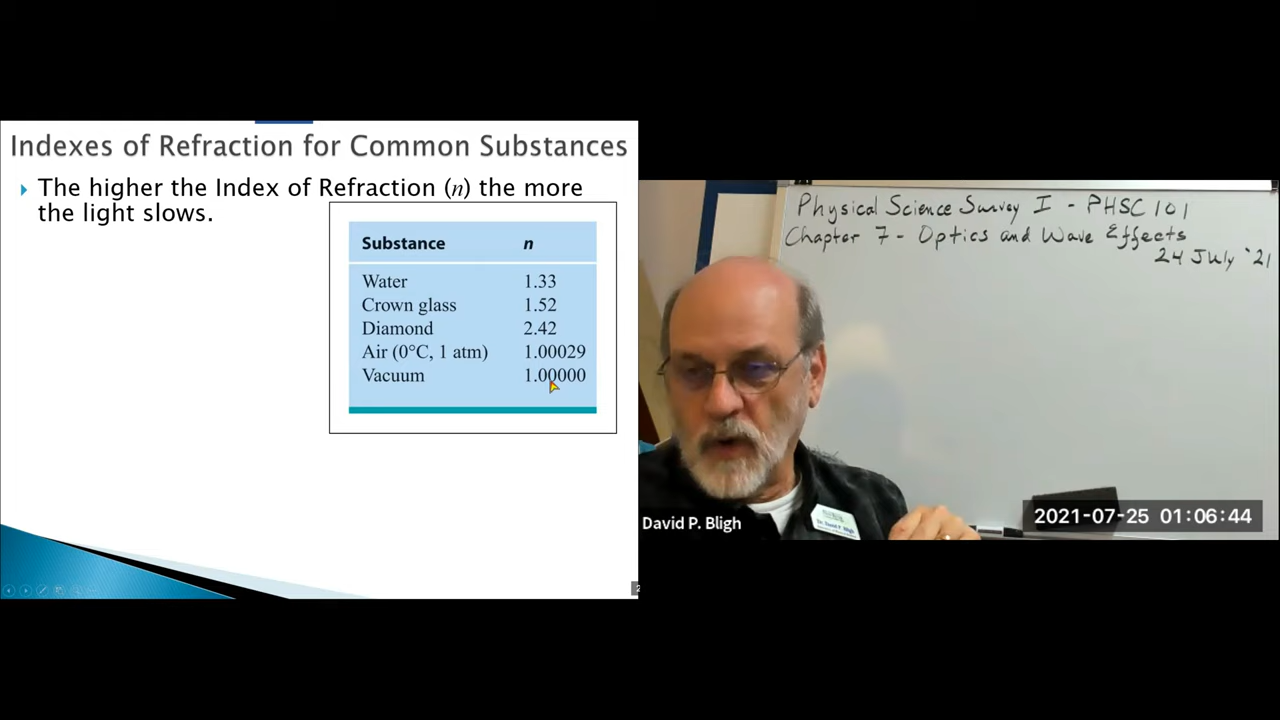 Indexes of Refraction for Common Substances
The higher the Index of Refraction (n) the more
the light slows.
Substance n
Water 1.33
Crown glass 1.52
Diamond 2.42
Air (0°C, 1 atm) 1.00029
Vacuum 1.00000
Physical Science Survey I - PHSC 101
Chapter 7 - Optics and Wave Effects
24 July '21
Dr. David P. Bligh
David P. Bligh
2021-07-25 01:06:44